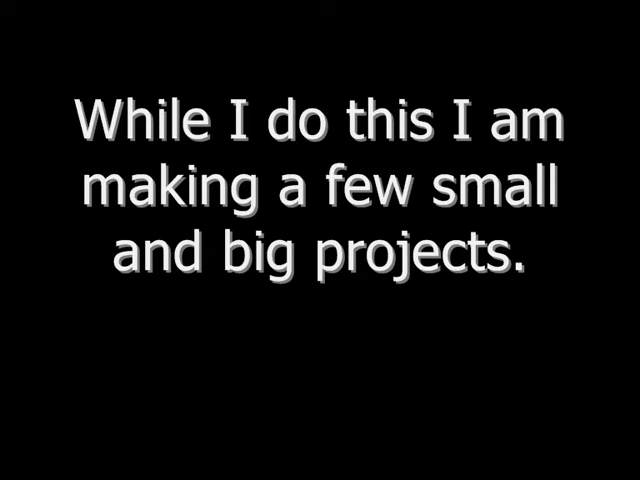 While I do this I am
making a few small
and big projects.